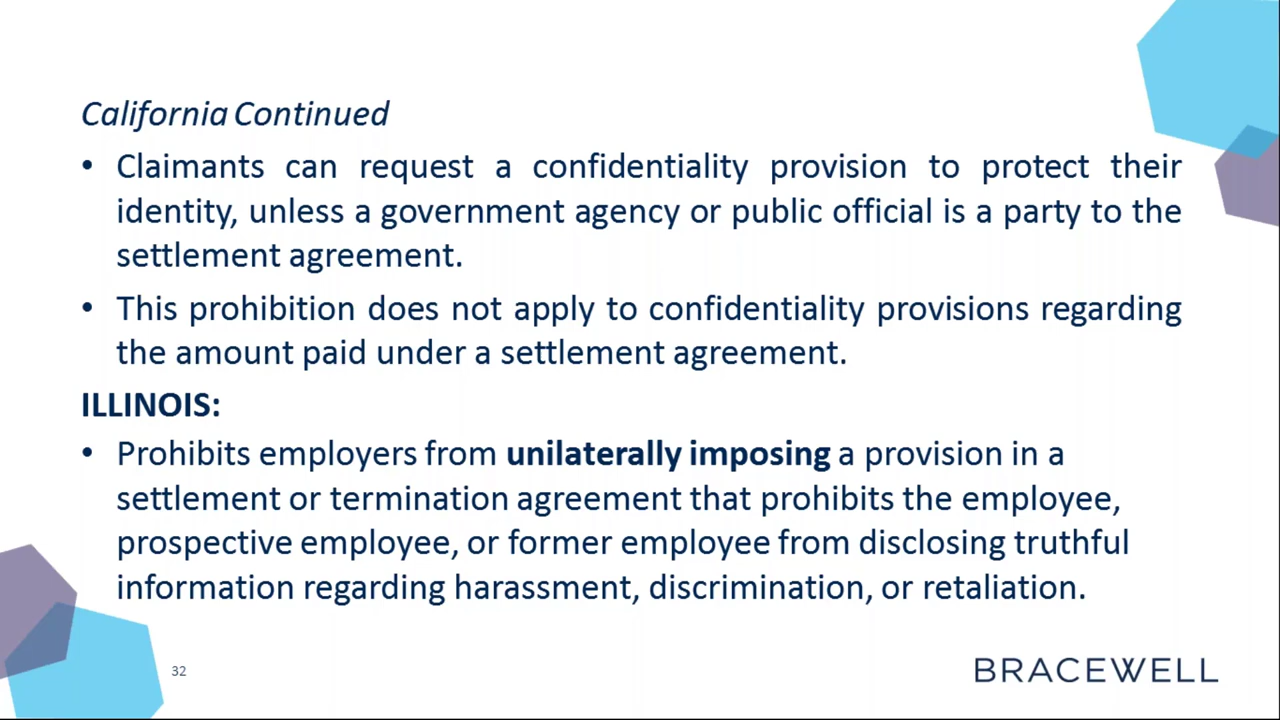 California Continued
• Claimants can request a confidentiality provision to protect their
identity, unless a government agency or public official is a party to the
settlement agreement.
• This prohibition does not apply to confidentiality provisions regarding
the amount paid under a settlement agreement.
ILLINOIS:
• Prohibits employers from unilaterally imposing a provision in a
settlement or termination agreement that prohibits the employee,
prospective employee, or former employee from disclosing truthful
information regarding harassment, discrimination, or retaliation.
32
BRACEWELL